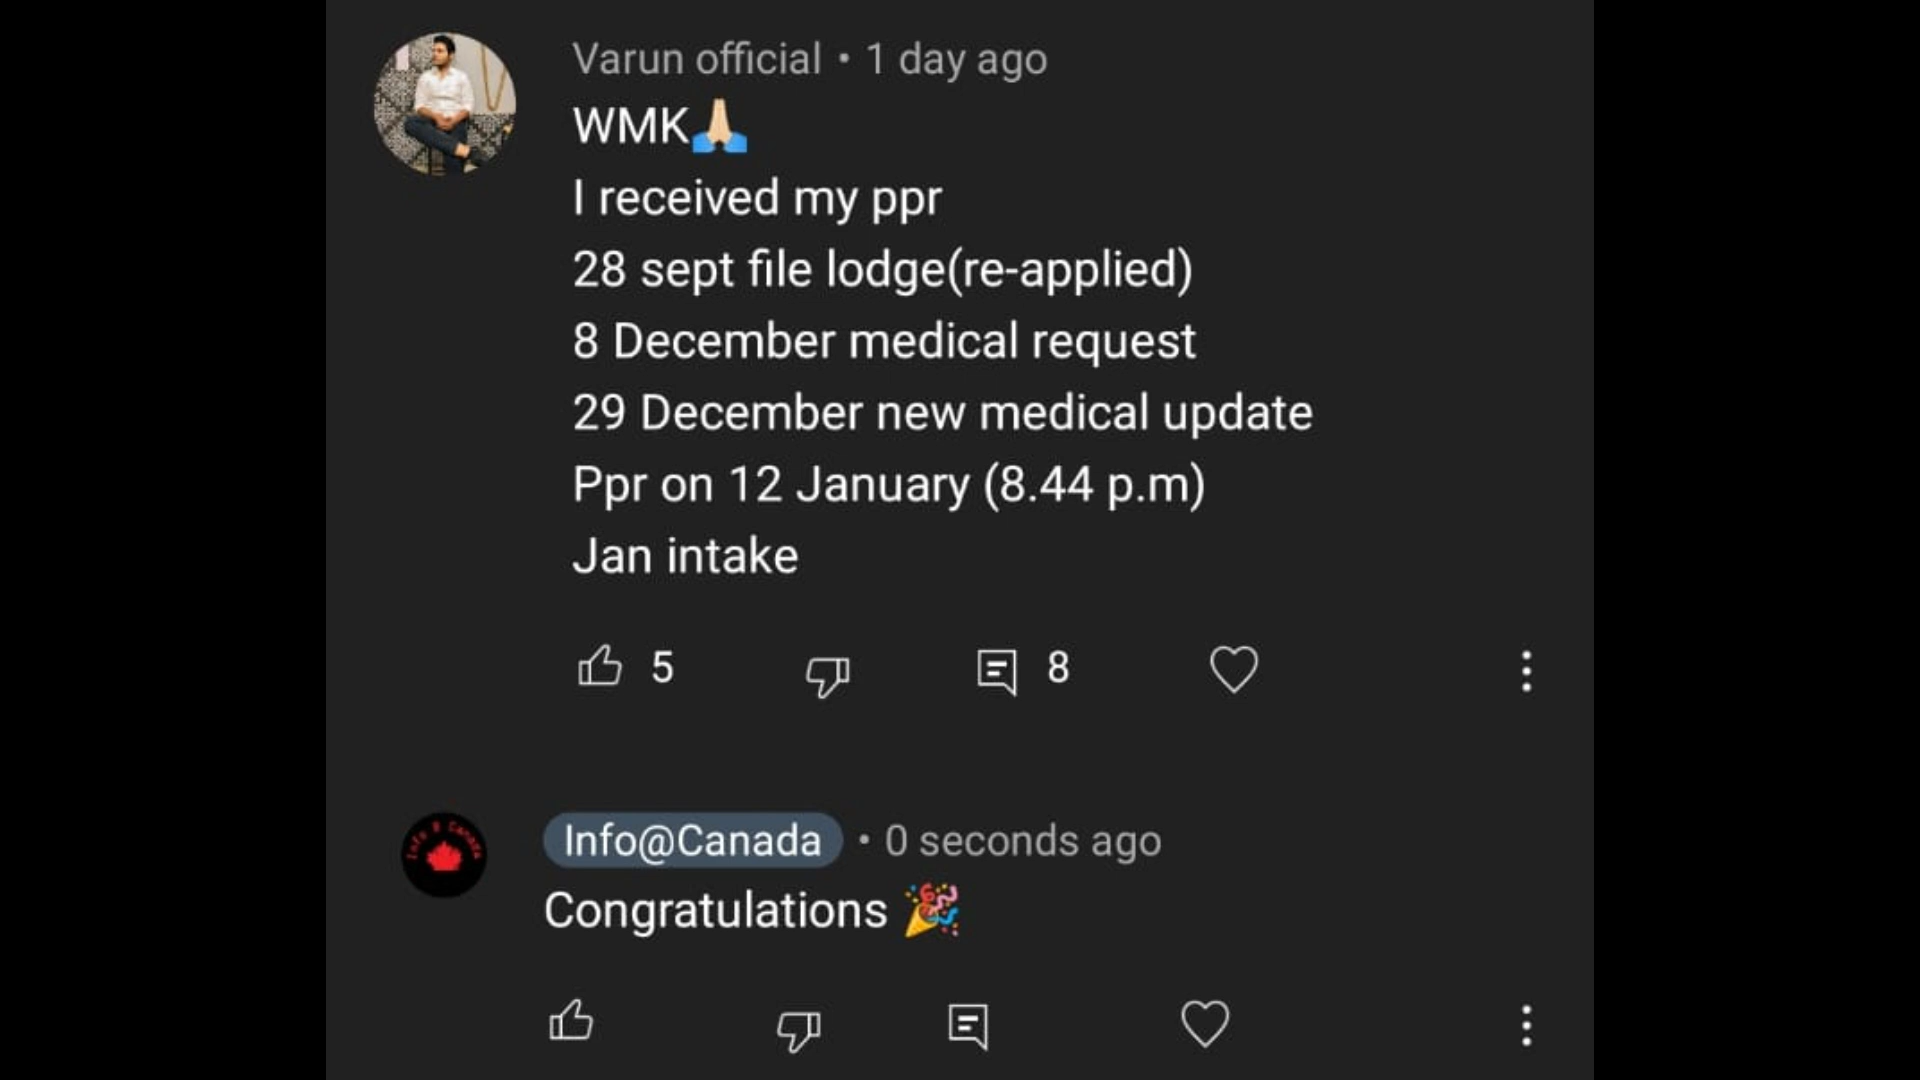 Varun official • 1 day ago
WMK🙏🏼
I received my ppr
28 sept file lodge(re-applied)
8 December medical request
29 December new medical update
Ppr on 12 January (8.44 p.m)
Jan intake
5
8
Info@Canada
Info@Canada • 0 seconds ago
Congratulations 🎉